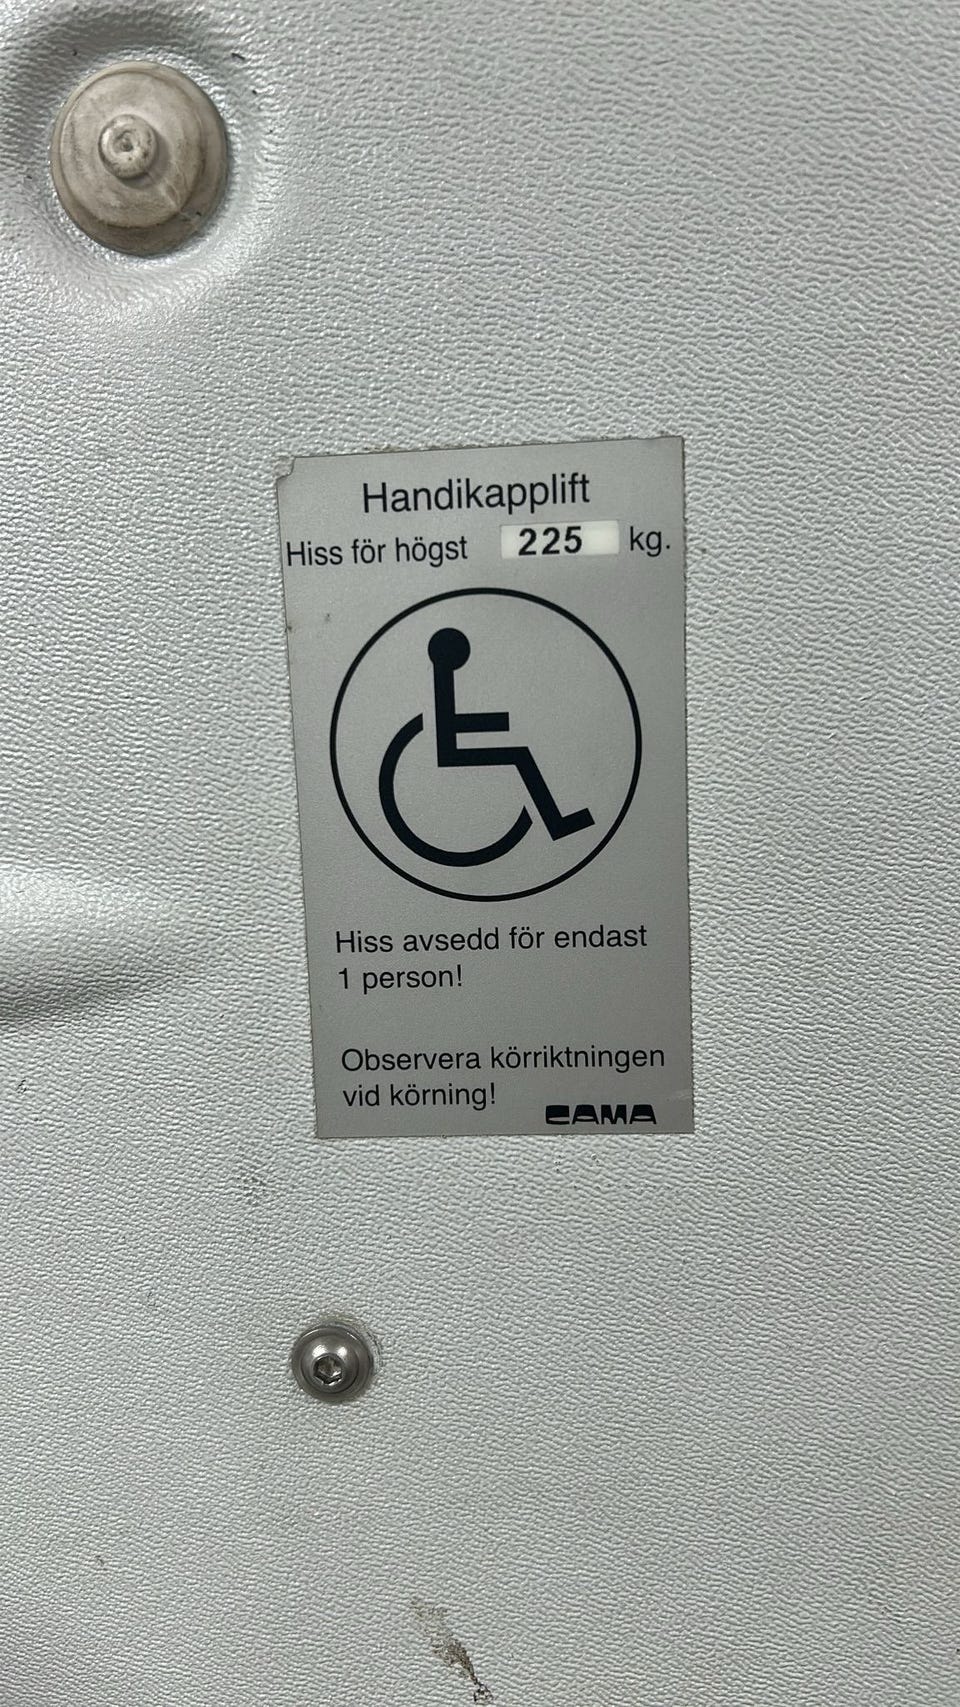 Handikapplift
Hiss för högst 225 kg.
Hiss avsedd för endast
1 person!
Observera körriktningen
vid körning!
CAMA